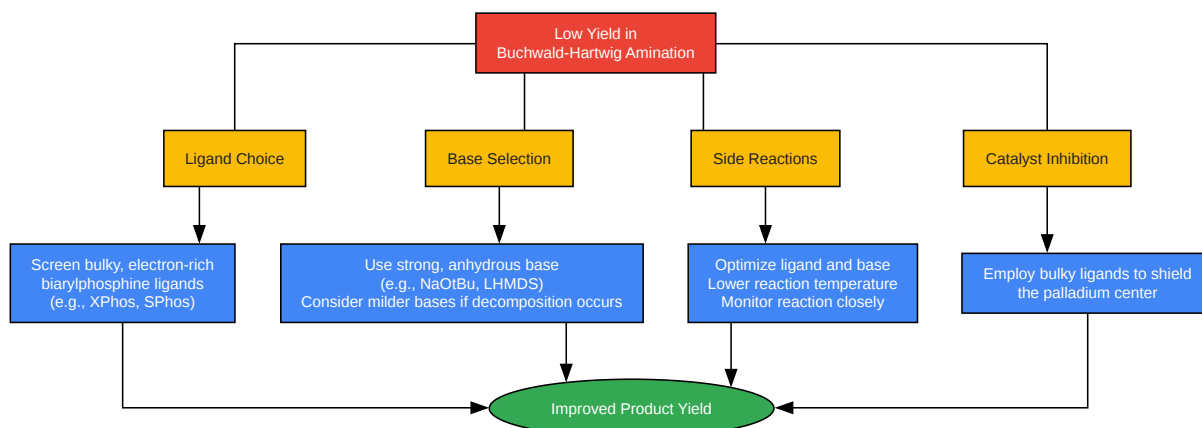 Low Yield in
Buchwald-Hartwig Amination
Ligand Choice
Base Selection
Side Reactions
Catalyst Inhibition
Screen bulky, electron-rich
biarylphosphine ligands
(e.g., XPhos, SPhos)
Use strong, anhydrous base
(e.g., NaOtBu, LHMDS)
Consider milder bases if decomposition occurs
Optimize ligand and base
Lower reaction temperature
Monitor reaction closely
Employ bulky ligands to shield
the palladium center
Improved Product Yield